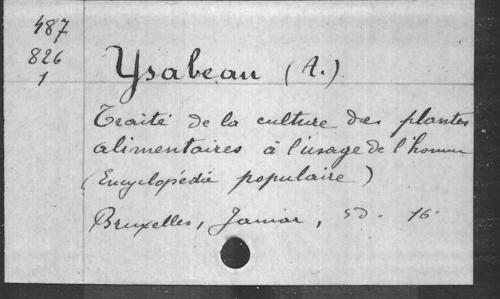 487
826
1
Ysabeau (A.)
Traité de la culture des plantes
alimentaires à l'usage de l'homme
(Encyclopédie populaire)
Bruxelles, Jamar, sd. 16.